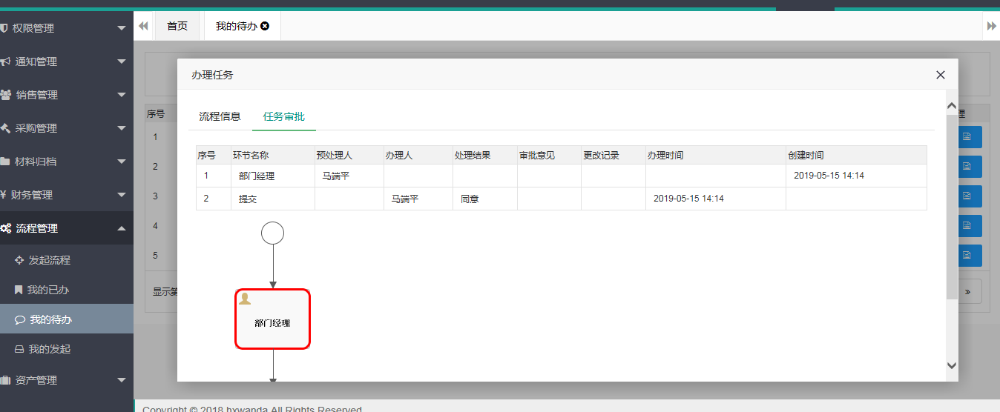 首页
我的待办
权限管理
通知管理
销售管理
采购管理
材料归档
¥ 财务管理
流程管理
发起流程
我的已办
我的待办
我的发起
资产管理
序号
1
2
3
4
5
显示第
理
»
办理任务
流程信息 任务审批
序号 环节名称 预处理人 办理人 处理结果 审批意见 更改记录 办理时间 创建时间
1 部门经理 马端平 2019-05-15 14:14
2 提交 马端平 同意 2019-05-15 14:14
部门经理
Copyright © 2018 hxwanda All Rights Reserved